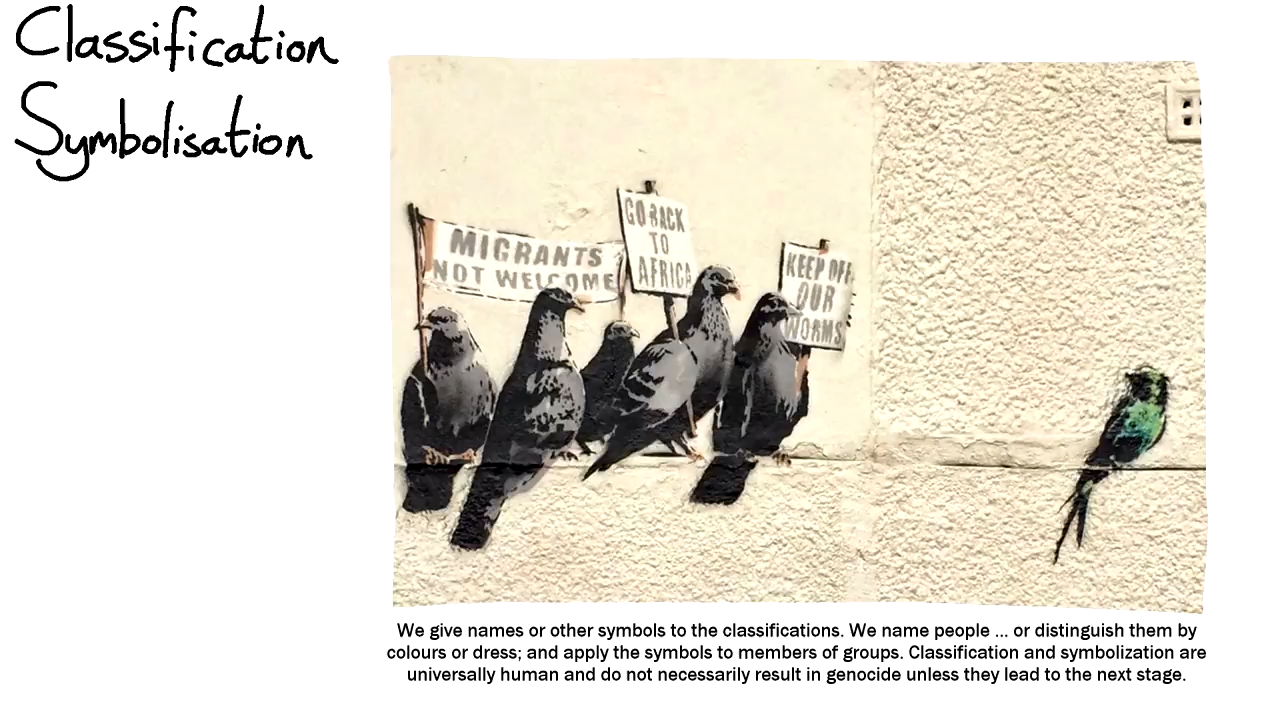 Classification
Symbolisation
MIGRANTS
NOT WELCOME
GO BACK
TO
AFRICA
KEEP OFF
OUR
WORMS
We give names or other symbols to the classifications. We name people ... or distinguish them by
colours or dress; and apply the symbols to members of groups. Classification and symbolization are
universally human and do not necessarily result in genocide unless they lead to the next stage.